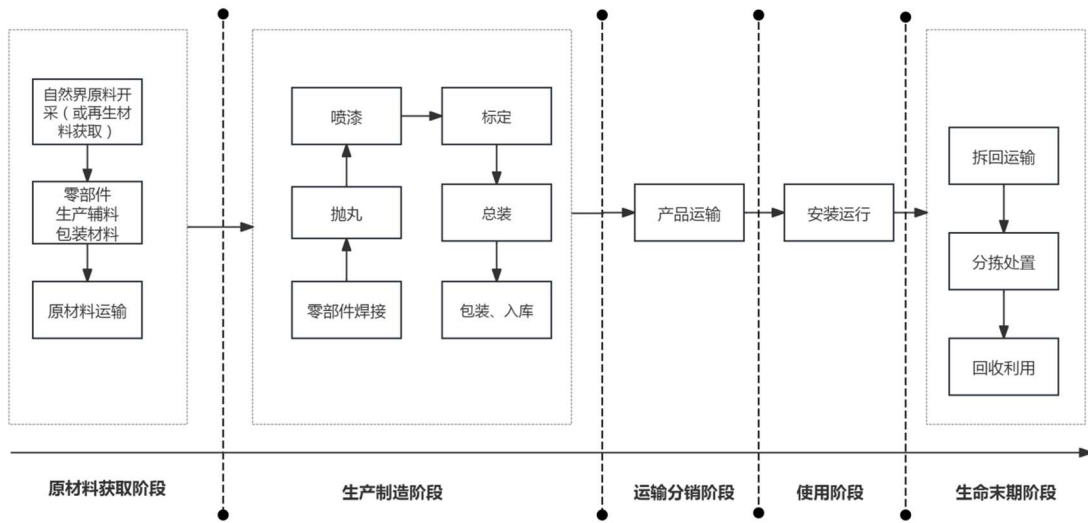 自然界原料开
采（或再生材
料获取）
零部件
生产辅料
包装材料
原材料运输
喷漆
标定
抛丸
总装
零部件焊接
包装、入库
产品运输
安装运行
拆回运输
分拣处置
回收利用
原材料获取阶段
生产制造阶段
运输分销阶段
使用阶段
生命末期阶段